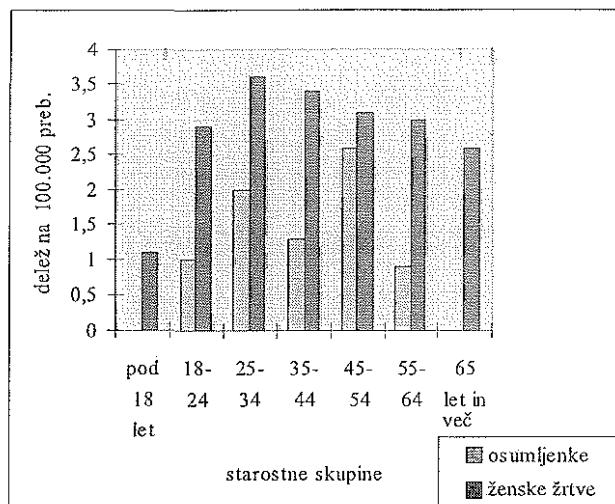 delež na 100.000 preb.
4
3,5
3
2,5
2
1,5
1
0,5
0
pod 18 let
18-24
25-34
35-44
45-54
55-64
65 let in več
starostne skupine
osumljenke
ženske žrtve